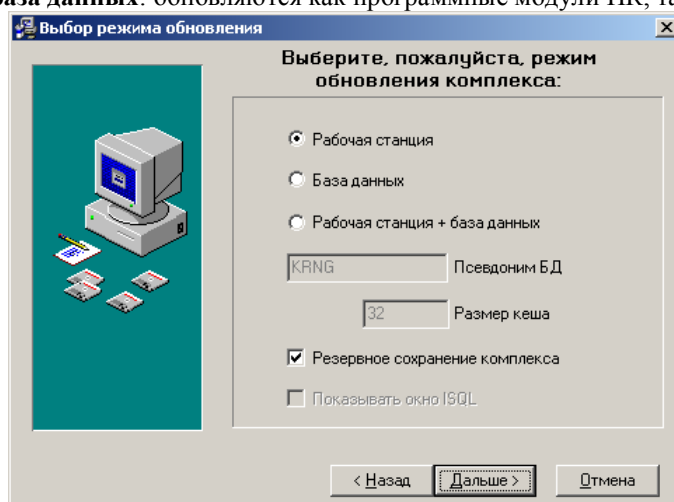 база данных: обновляются как программные модули ПК, та
Выбор режима обновления
Выберите, пожалуйста, режим
обновления комплекса:
Рабочая станция
База данных
Рабочая станция + база данных
KRNG Псевдоним БД
32 Размер кеша
Резервное сохранение комплекса
Показывать окно ISQL
< Назад Дальше > Отмена